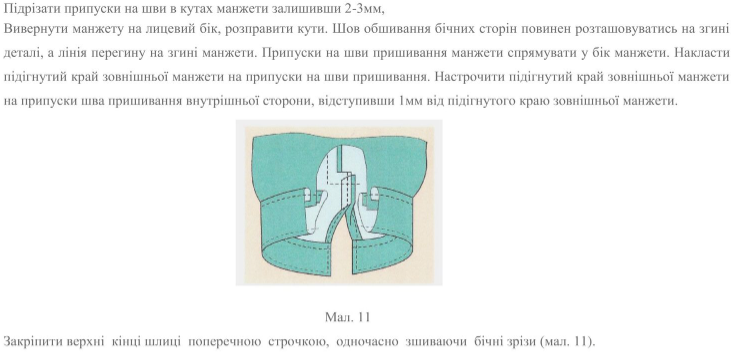 Підрізати припуски на шви в кутах манжети залишивши 2-3мм,
Вивернути манжету на лицевий бік, розправити кути. Шов обшивання бічних сторін повинен розташовуватись на згині
деталі, а лінія перегину на згині манжети. Припуски на шви пришивання манжети спрямувати у бік манжети. Накласти
підігнутий край зовнішньої манжети на припуски на шви пришивання. Настрочити підігнутий край зовнішньої манжети
на припуски шва пришивання внутрішньої сторони, відступивши 1мм від підігнутого краю зовнішньої манжети.
Мал. 11
Закріпити верхні кінці шлиці поперечною строчкою, одночасно зшиваючи бічні зрізи (мал. 11).